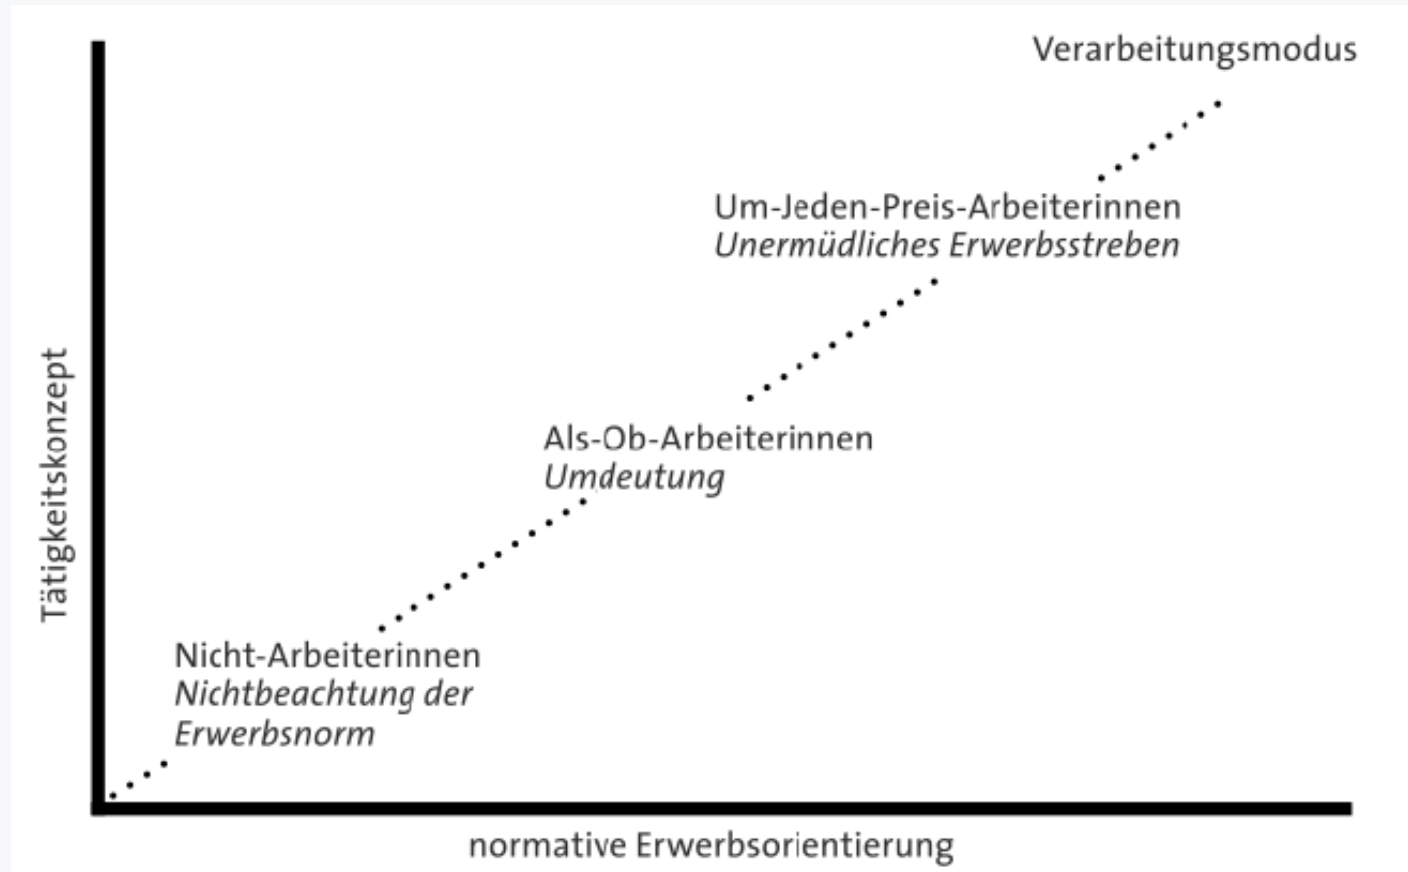 Verarbeitungsmodus
Um-Jeden-Preis-Arbeiterinnen
Unermüdliches Erwerbsstreben
Als-Ob-Arbeiterinnen
Umdeutung
Tätigkeitskonzept
Nicht-Arbeiterinnen
Nichtbeachtung der
Erwerbsnorm
normative Erwerbsorientierung